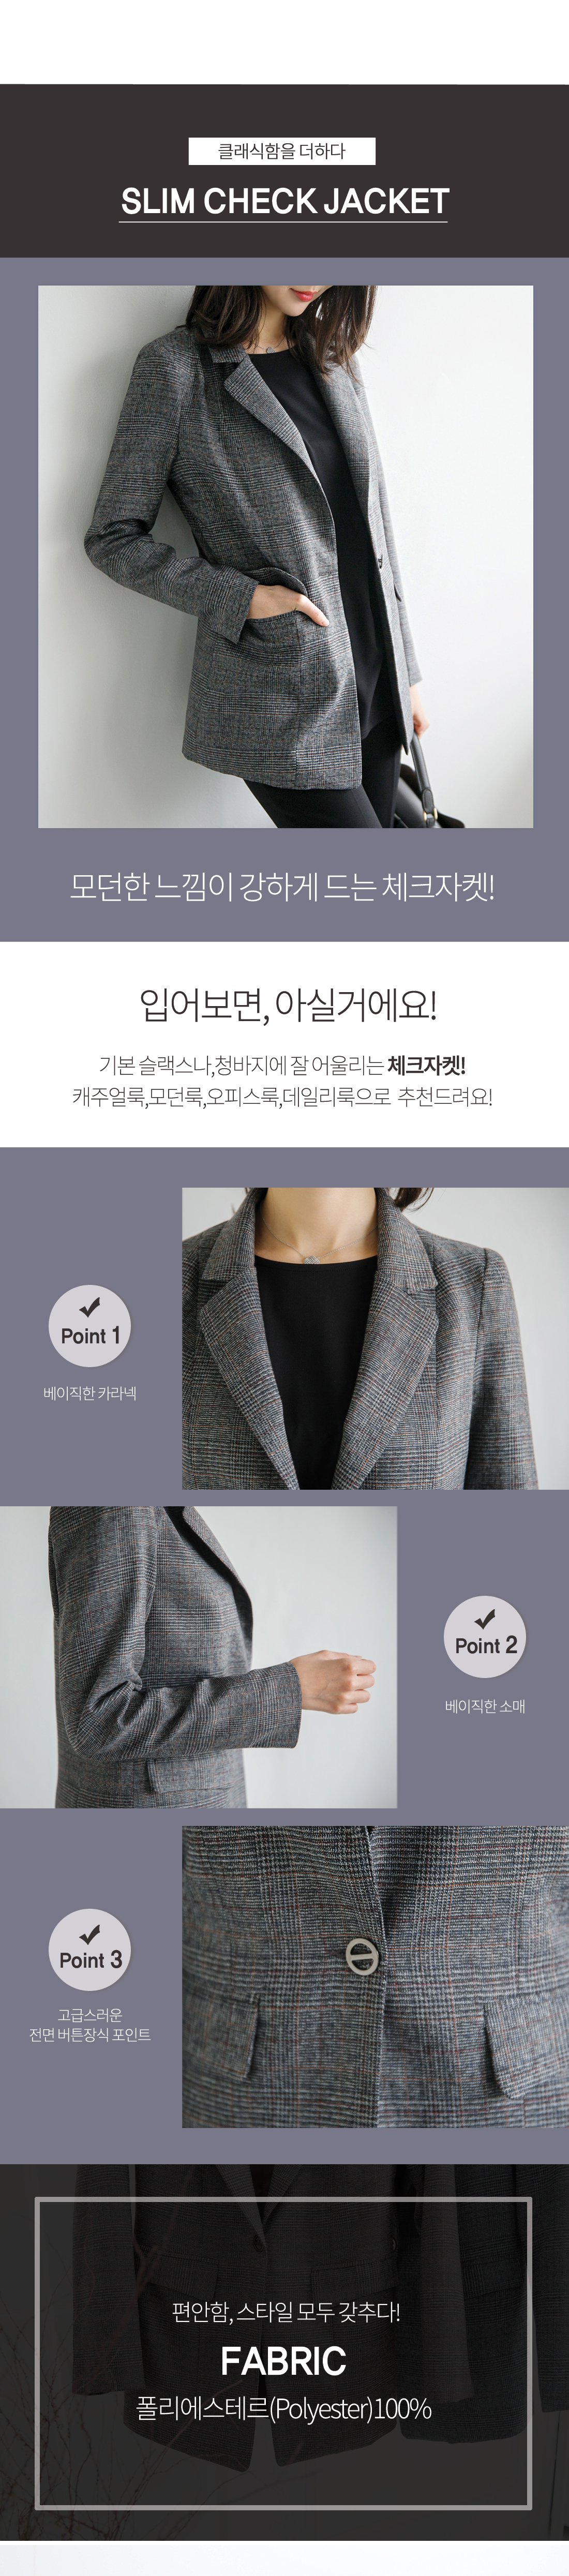 클래식함을 더하다
SLIM CHECK JACKET
모던한 느낌이 강하게 드는 체크자켓!
입어보면, 아실거에요!
기본 슬랙스나,청바지에 잘 어울리는 체크자켓!
캐주얼룩,모던룩,오피스룩,데일리룩으로 추천드려요!
Point 1
베이직한 카라넥
Point 2
베이직한 소매
Point 3
고급스러운
전면 버튼장식 포인트
편안함, 스타일 모두 갖추다!
FABRIC
폴리에스테르(Polyester)100%